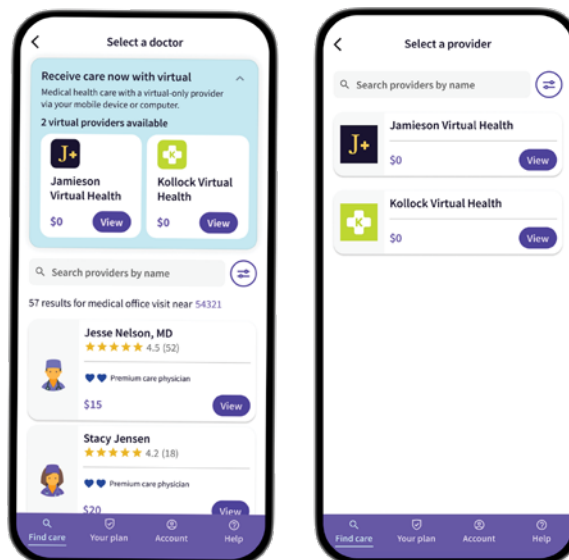 Select a doctor
Receive care now with virtual
Medical health care with a virtual-only provider
via your mobile device or computer.
2 virtual providers available
J+
K
Jamieson
Virtual Health
Kollock Virtual
Health
$0
View
$0
View
Search providers by name
57 results for medical office visit near 54321
Jesse Nelson, MD
4.5 (52)
Premium care physician
$15
View
Stacy Jensen
4.2 (18)
Premium care physician
$20
View
Find care
Your plan
Account
Help
Select a provider
Search providers by name
J+
Jamieson Virtual Health
$0
View
K
Kollock Virtual Health
$0
View
Find care
Your plan
Account
Help